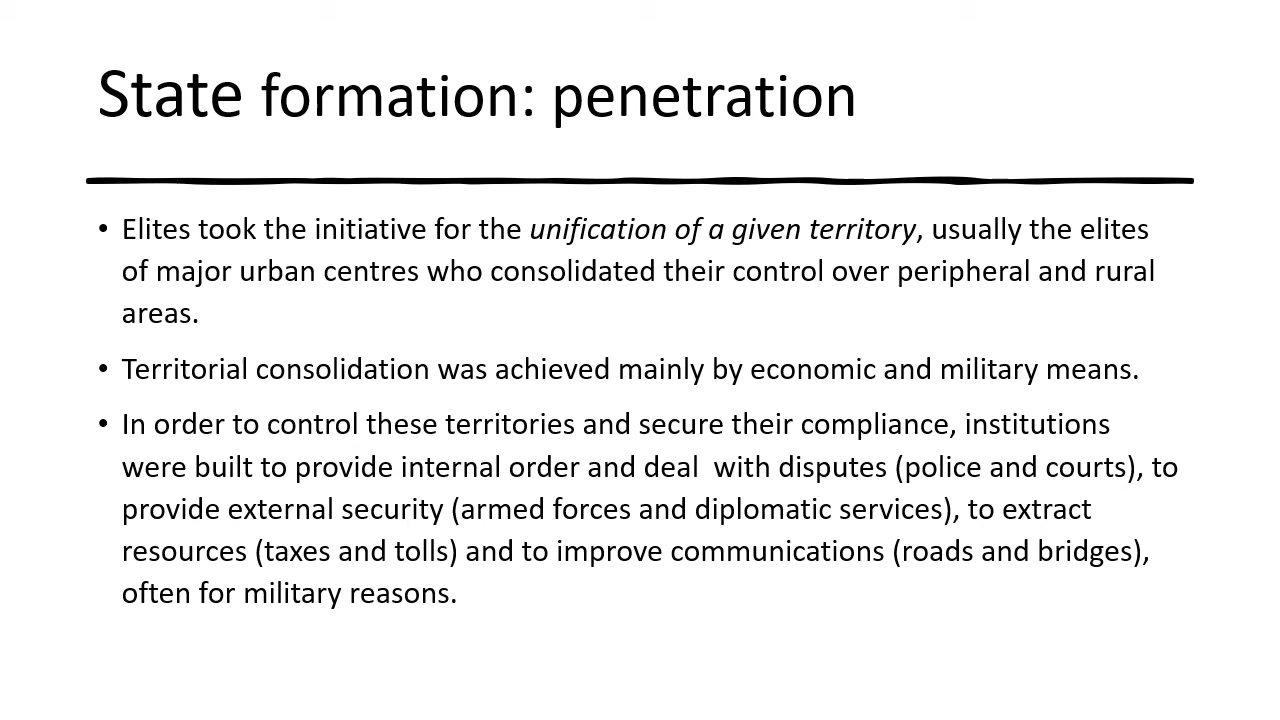 State formation: penetration
• Elites took the initiative for the unification of a given territory, usually the elites
of major urban centres who consolidated their control over peripheral and rural
areas.
• Territorial consolidation was achieved mainly by economic and military means.
• In order to control these territories and secure their compliance, institutions
were built to provide internal order and deal  with disputes (police and courts), to
provide external security (armed forces and diplomatic services), to extract
resources (taxes and tolls) and to improve communications (roads and bridges),
often for military reasons.